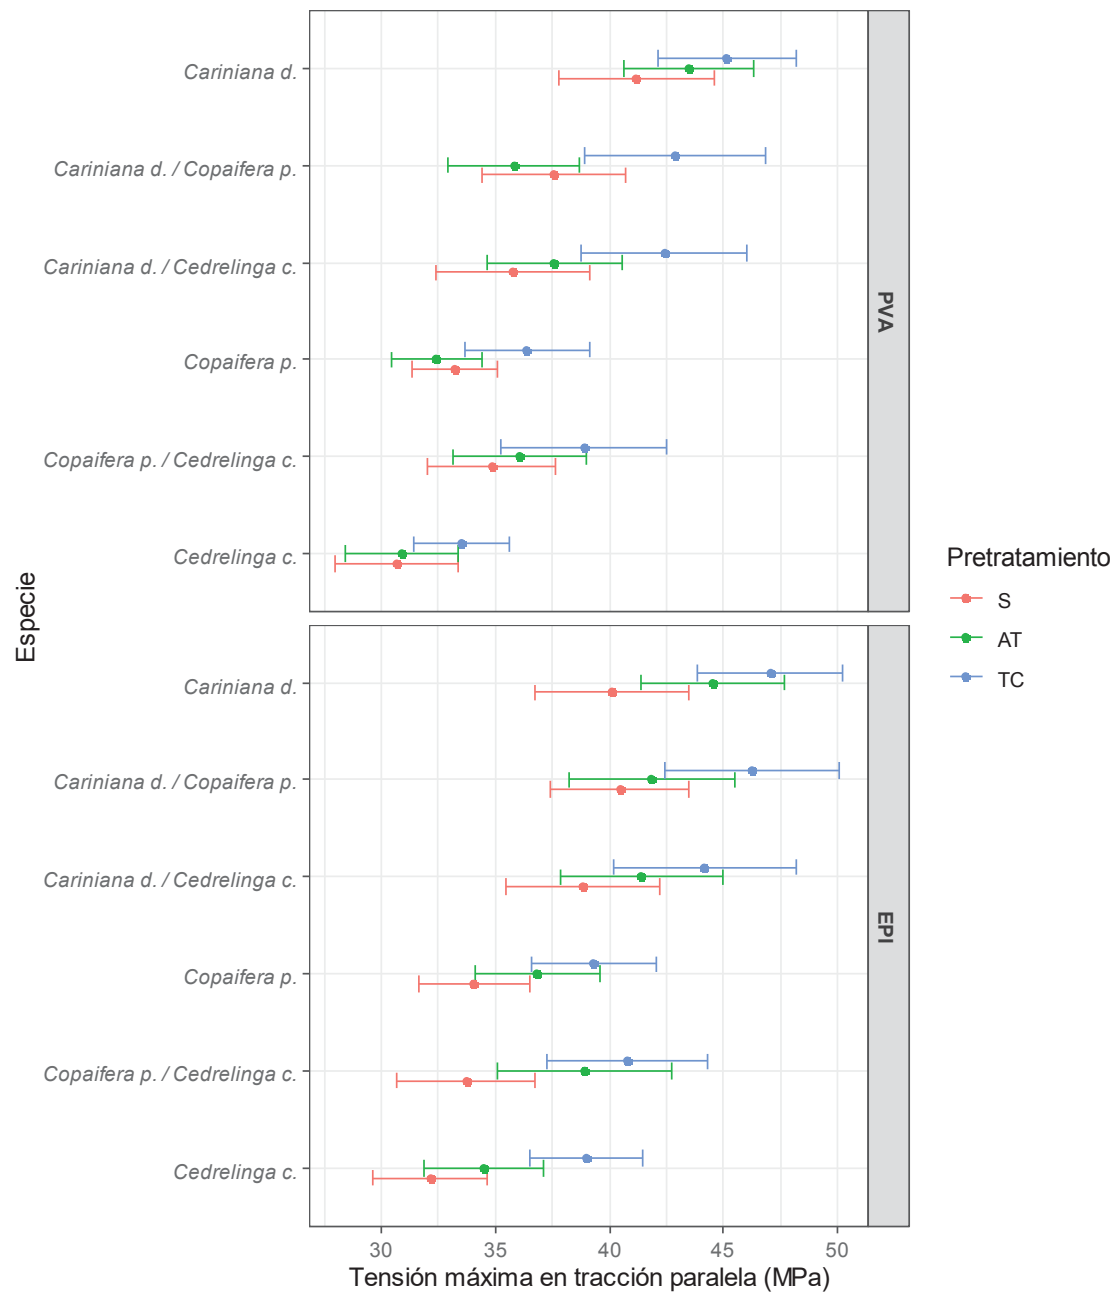 Especie
Cariniana d.
Cariniana d. / Copaifera p.
Cariniana d. / Cedrelinga c.
Copaifera p.
Copaifera p. / Cedrelinga c.
Cedrelinga c.
PVA
Cariniana d.
Cariniana d. / Copaifera p.
Cariniana d. / Cedrelinga c.
Copaifera p.
Copaifera p. / Cedrelinga c.
Cedrelinga c.
EPI
30 35 40 45 50
Tensión máxima en tracción paralela (MPa)
Pretratamiento
S
AT
TC